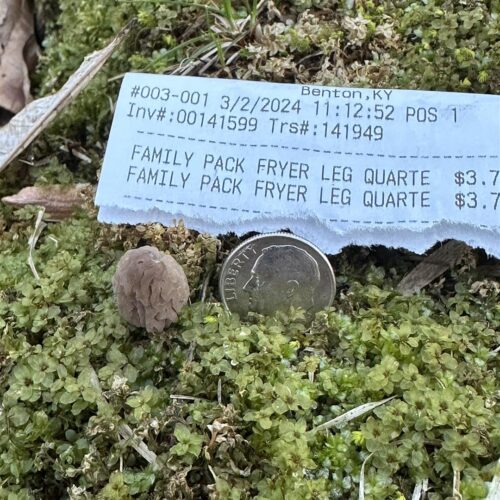 Benton,KY
#003-001 3/2/2024 11:12:52 POS 1
Inv#:00141599 Trs#:141949
FAMILY PACK FRYER LEG QUARTE $3.7
FAMILY PACK FRYER LEG QUARTE $3.7
LIBERTY